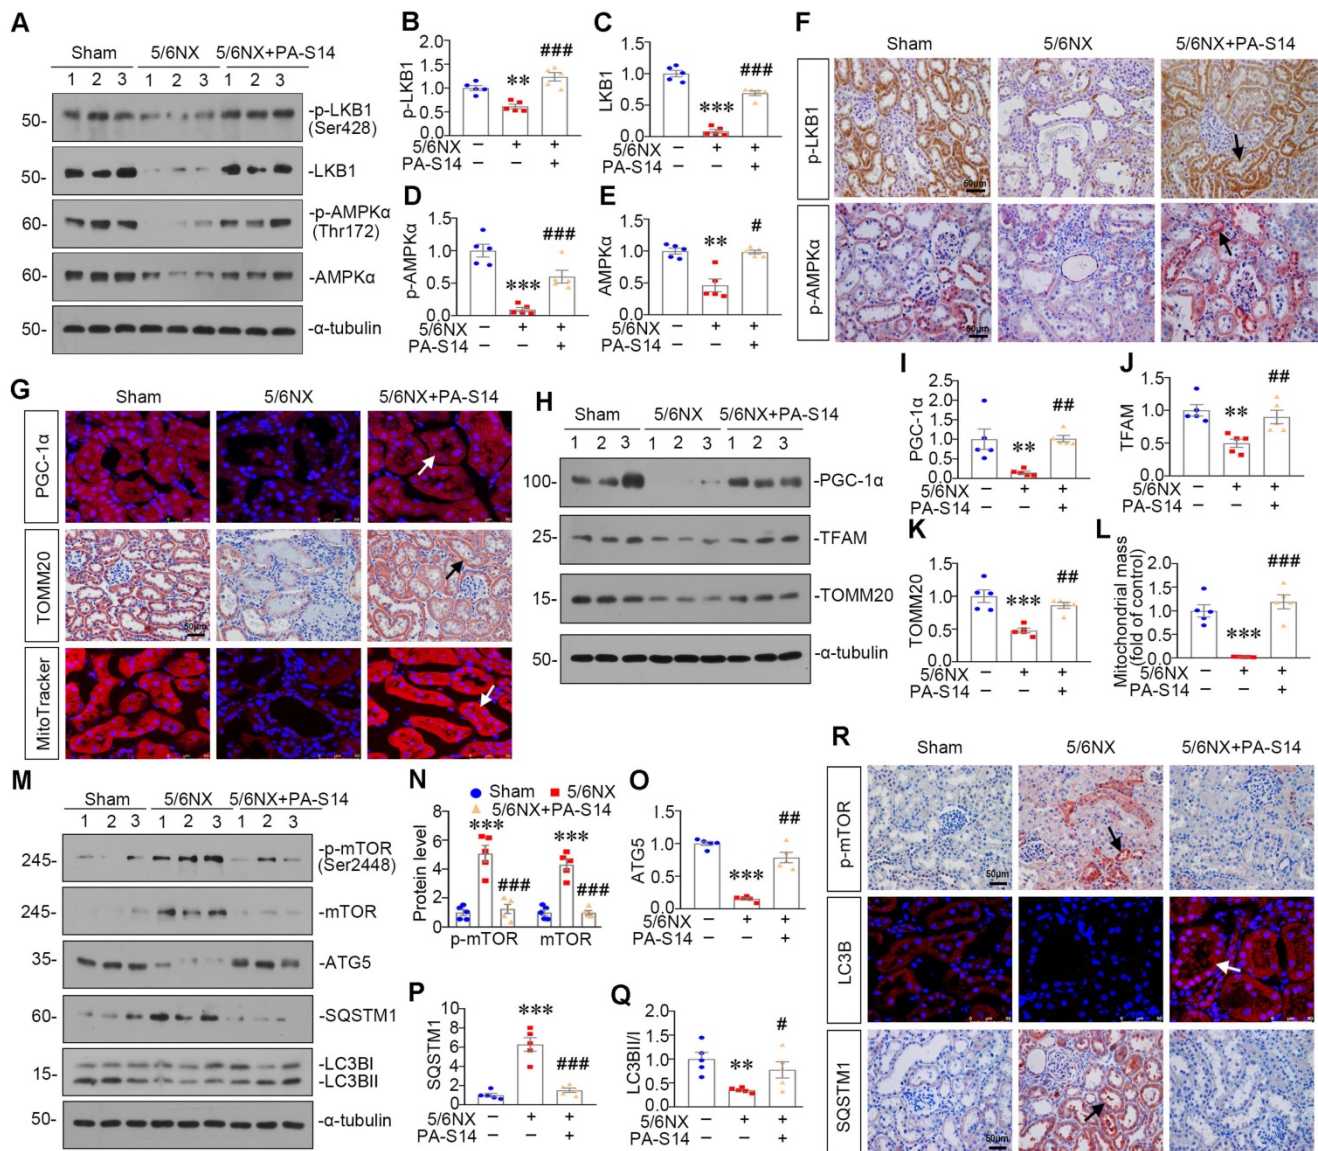 A
Sham 5/6NX 5/6NX+PA-S14
1 2 3 1 2 3 1 2 3
50- -p-LKB1
(Ser428)
50- -LKB1
60- -p-AMPKα
(Thr172)
60- -AMPKα
50- -α-tubulin
B
p-LKB1
2.0
1.5
1.0
0.5
0.0
** ###
5/6NX – + +
PA-S14 – – +
C
LKB1
1.5
1.0
0.5
0.0
*** ###
5/6NX – + +
PA-S14 – – +
D
p-AMPKα
1.5
1.0
0.5
0.0
*** ###
5/6NX – + +
PA-S14 – – +
E
AMPKα
1.5
1.0
0.5
0.0
** #
5/6NX – + +
PA-S14 – – +
F
Sham 5/6NX 5/6NX+PA-S14
p-LKB1
50µm
p-AMPKα
50µm
G
Sham 5/6NX 5/6NX+PA-S14
PGC-1α
TOMM20
50µm
MitoTracker
H
Sham 5/6NX 5/6NX+PA-S14
1 2 3 1 2 3 1 2 3
100- -PGC-1α
25- -TFAM
15- -TOMM20
50- -α-tubulin
I
PGC-1α
2.5
2.0
1.5
1.0
0.5
0.0
** ##
5/6NX – + +
PA-S14 – – +
J
TFAM
1.5
1.0
0.5
0.0
** ##
5/6NX – + +
PA-S14 – – +
K
TOMM20
1.5
1.0
0.5
0.0
*** ##
5/6NX – + +
PA-S14 – – +
L
Mitochondrial mass
(fold of control)
2.0
1.5
1.0
0.5
0.0
*** ###
5/6NX – + +
PA-S14 – – +
M
Sham 5/6NX 5/6NX+PA-S14
1 2 3 1 2 3 1 2 3
245- -p-mTOR
(Ser2448)
245- -mTOR
35- -ATG5
60- -SQSTM1
15- -LC3BI
-LC3BII
50- -α-tubulin
N
Sham 5/6NX
5/6NX+PA-S14
Protein level
8
6
4
2
0
*** ### *** ###
p-mTOR mTOR
O
ATG5
1.5
1.0
0.5
0.0
*** ##
5/6NX – + +
PA-S14 – – +
P
SQSTM1
10
8
6
4
2
0
*** ###
5/6NX – + +
PA-S14 – – +
Q
LC3BII/I
2.0
1.5
1.0
0.5
0.0
** #
5/6NX – + +
PA-S14 – – +
R
Sham 5/6NX 5/6NX+PA-S14
p-mTOR
50µm
LC3B
SQSTM1
50µm